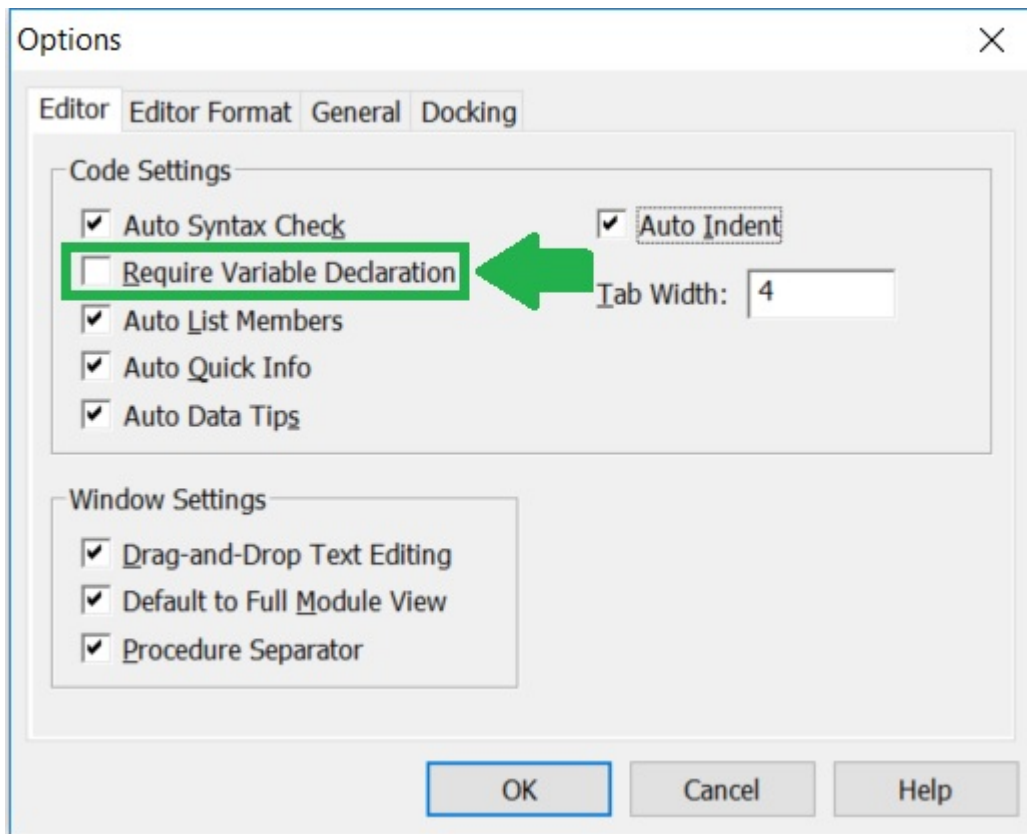 Options
Editor Editor Format General Docking
Code Settings
Auto Syntax Check
Auto Indent
Require Variable Declaration
Tab Width: 4
Auto List Members
Auto Quick Info
Auto Data Tips
Window Settings
Drag-and-Drop Text Editing
Default to Full Module View
Procedure Separator
OK Cancel Help